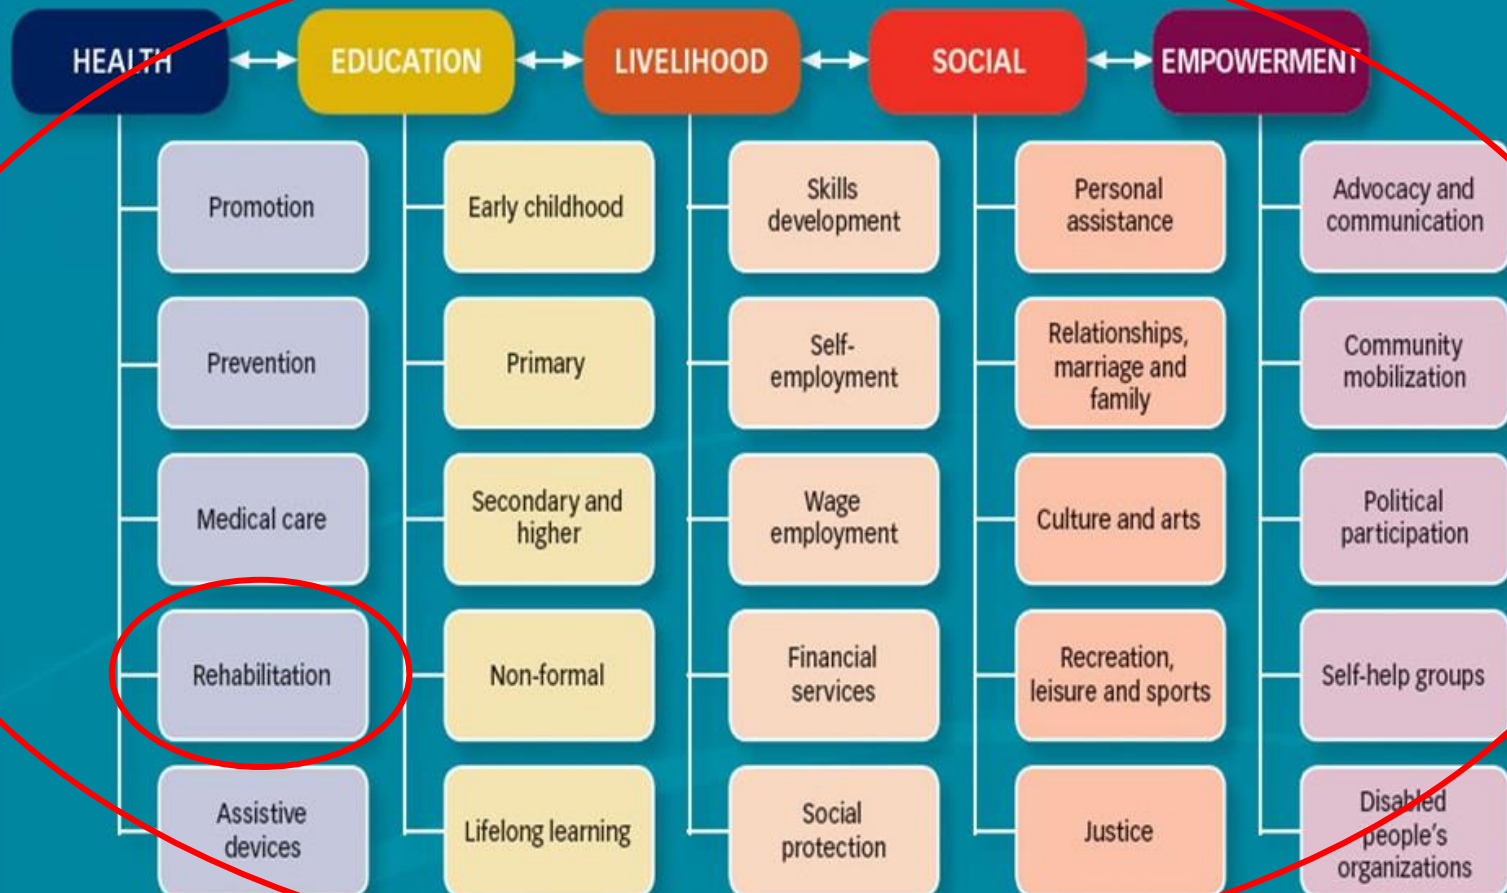 HEALTH
EDUCATION
LIVELIHOOD
SOCIAL
EMPOWERMENT
Promotion
Prevention
Medical care
Rehabilitation
Assistive
devices
Early childhood
Primary
Secondary and
higher
Non-formal
Lifelong learning
Skills
development
Self-
employment
Wage
employment
Financial
services
Social
protection
Personal
assistance
Relationships,
marriage and
family
Culture and arts
Recreation,
leisure and sports
Justice
Advocacy and
communication
Community
mobilization
Political
participation
Self-help groups
Disabled
people's
organizations